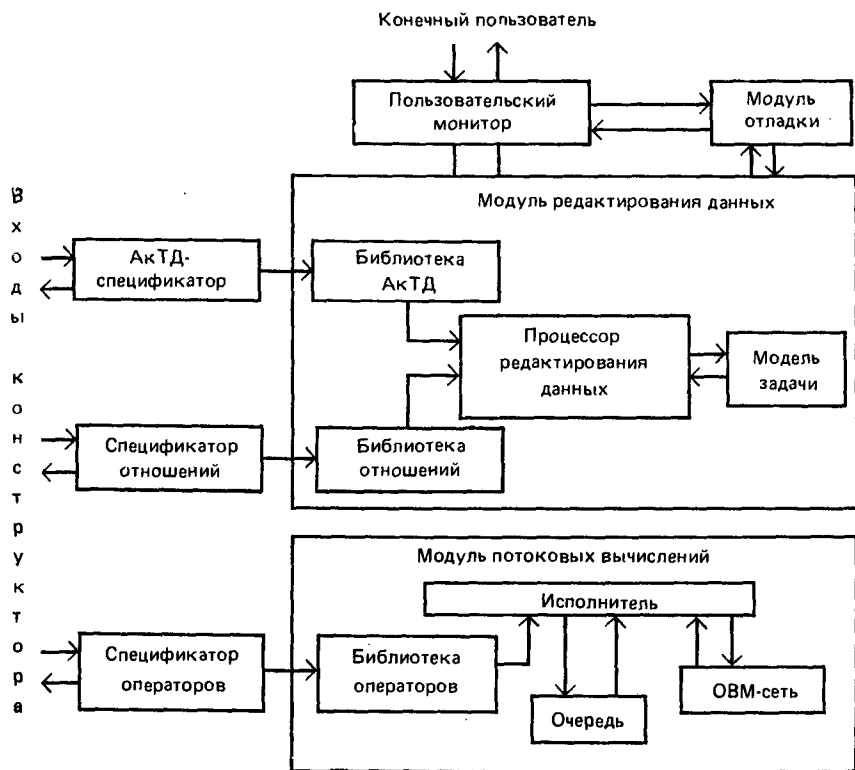 Конечный пользователь
Пользовательский
монитор
Модуль
отладки
Входы конструктора
Модуль редактирования данных
АкТД-
спецификатор
Библиотека
АкТД
Процессор
редактирования
данных
Модель
задачи
Спецификатор
отношений
Библиотека
отношений
Модуль потоковых вычислений
Исполнитель
Спецификатор
операторов
Библиотека
операторов
Очередь
ОВМ-сеть